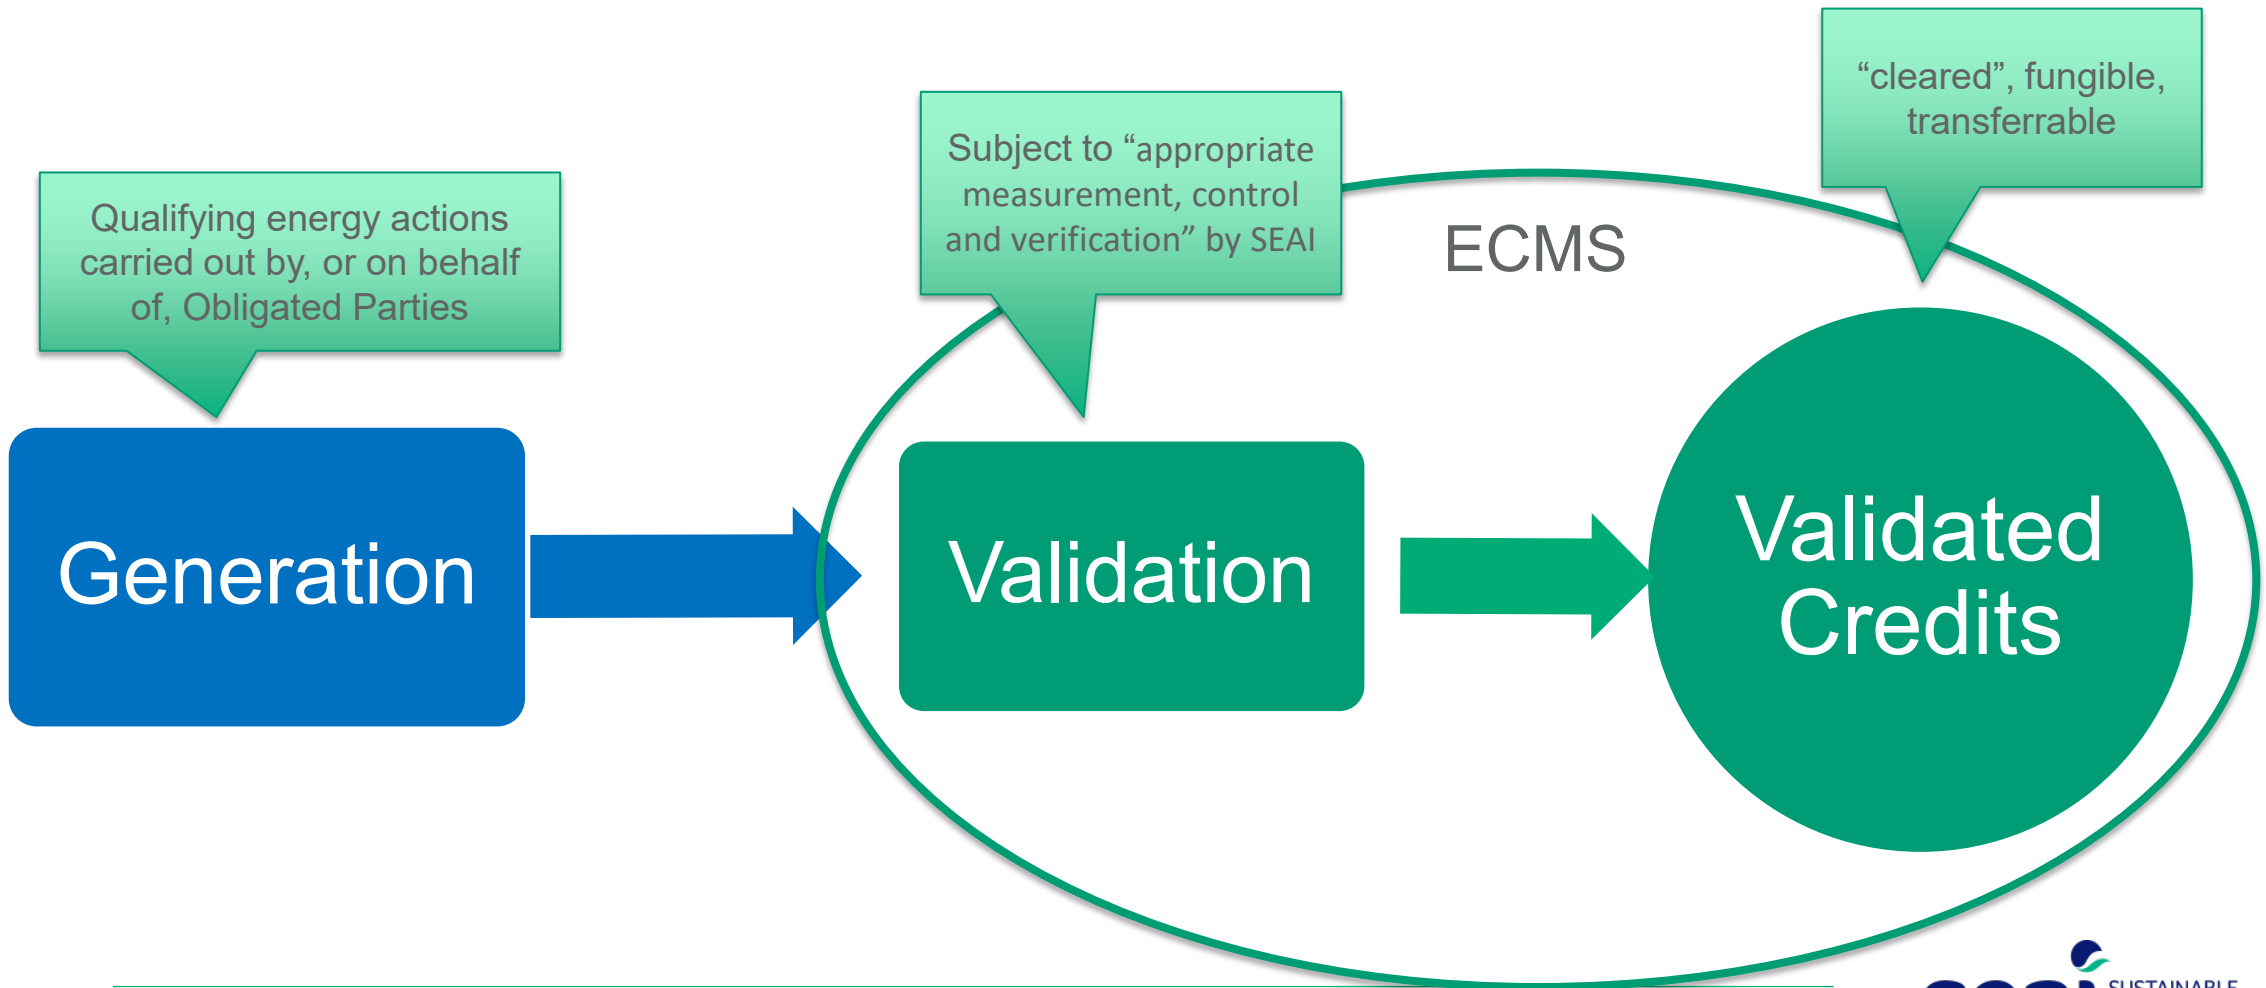 “cleared”, fungible,
transferrable
Subject to “appropriate
measurement, control
and verification” by SEAI
Qualifying energy actions
carried out by, or on behalf
of, Obligated Parties
ECMS
Generation
Validation
Validated
Credits
SUSTAINABLE